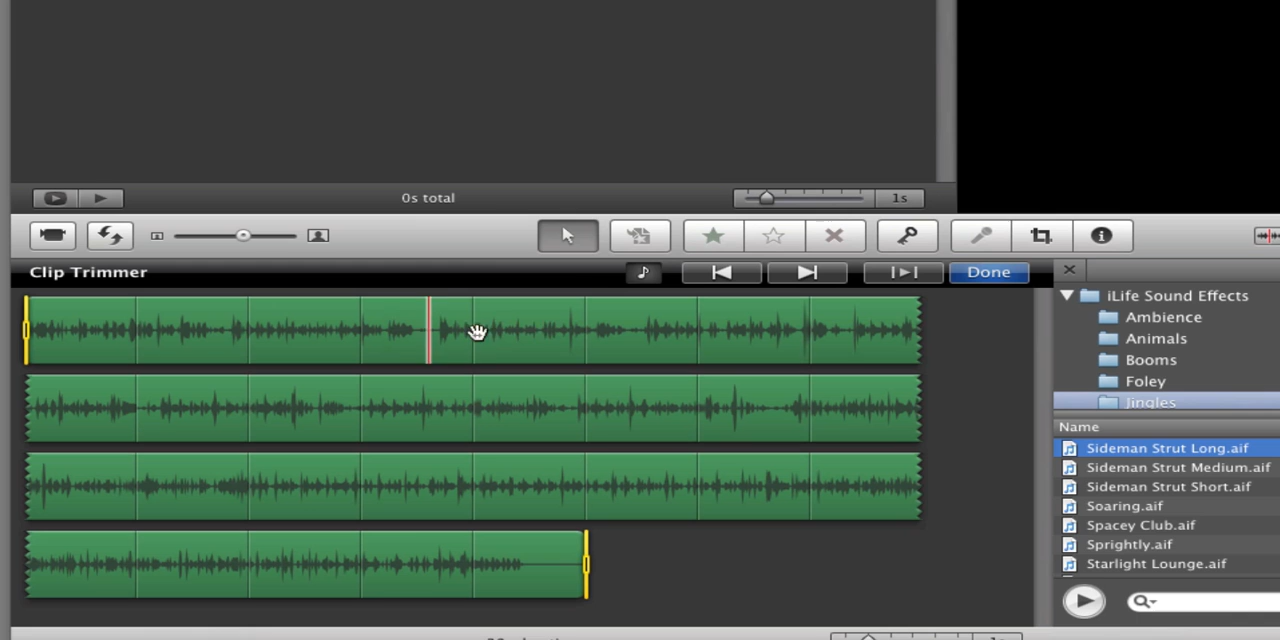 0s total
1s
Clip Trimmer
Done
iLife Sound Effects
Ambience
Animals
Booms
Foley
Jingles
Name
Sideman Strut Long.aif
Sideman Strut Medium.aif
Sideman Strut Short.aif
Soaring.aif
Spacey Club.aif
Sprightly.aif
Starlight Lounge.aif